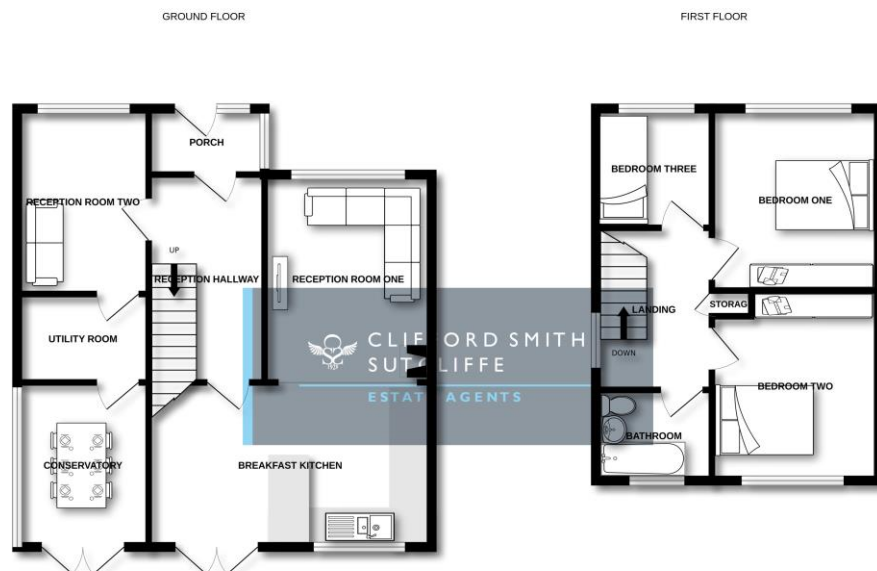 GROUND FLOOR
FIRST FLOOR
PORCH
RECEPTION ROOM TWO
UP
RECEPTION HALLWAY
RECEPTION ROOM ONE
UTILITY ROOM
CONSERVATORY
BREAKFAST KITCHEN
BEDROOM THREE
BEDROOM ONE
STORAG
LANDING
DOWN
BEDROOM TWO
BATHROOM
CLIFFORD SMITH
SUTCLIFFE
ESTATE AGENTS